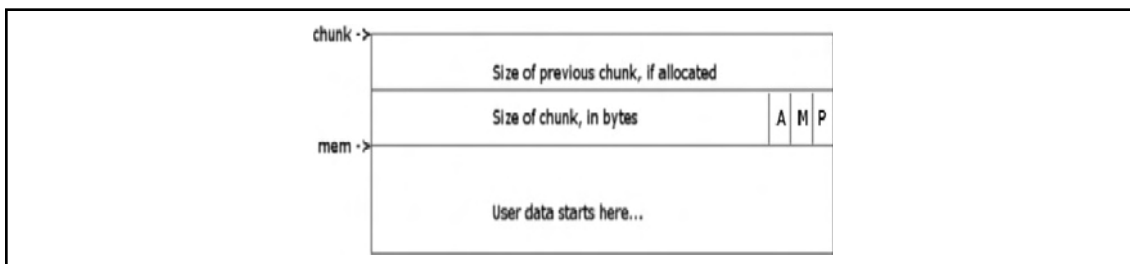 chunk ->
Size of previous chunk, if allocated
Size of chunk, in bytes A M P
mem ->
User data starts here...